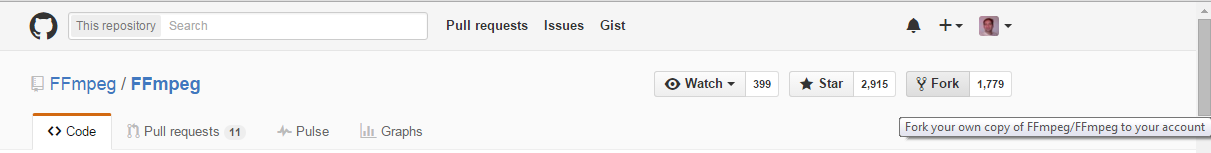 This repository Search Pull requests Issues Gist
FFmpeg / FFmpeg Watch 399 Star 2,915 Fork 1,779
Code Pull requests 11 Pulse Graphs
Fork your own copy of FFmpeg/FFmpeg to your account